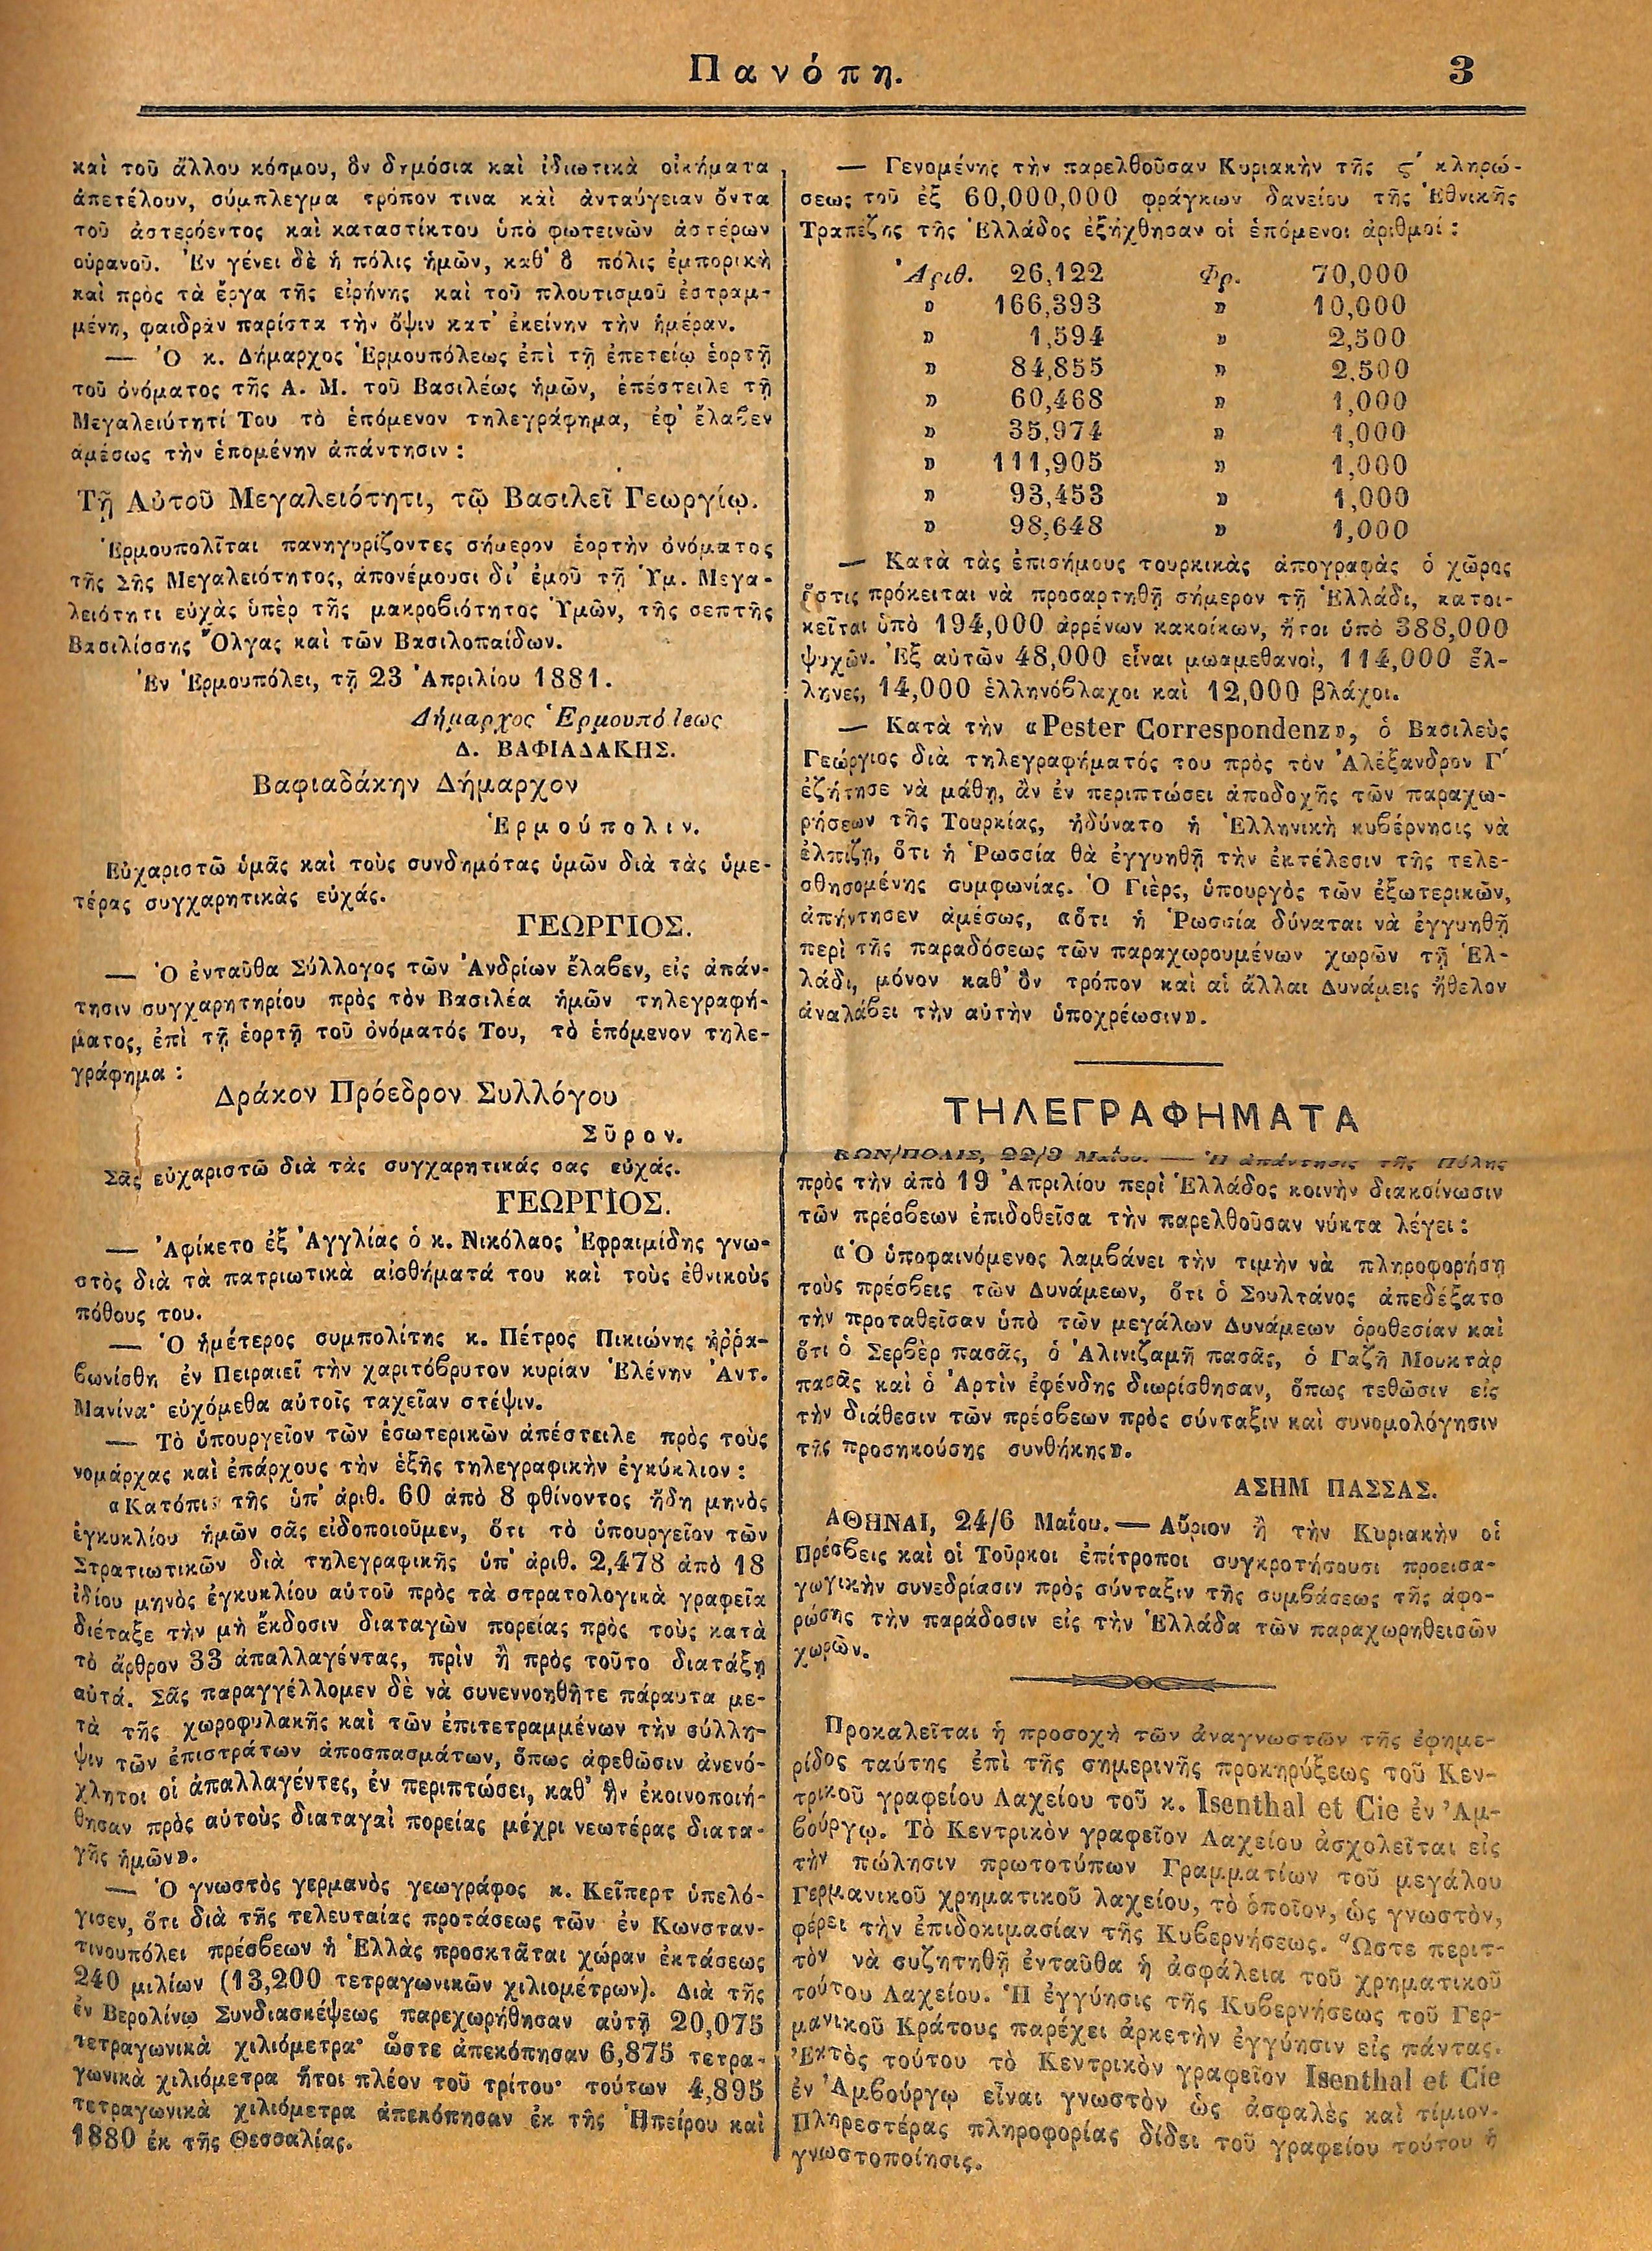 Πανόπη.
3
καὶ τοῦ ἄλλου κόσμου, ὃν δημόσια καὶ ἰδιωτικὰ οἰκήματα
ἀπετέλουν, σύμπλεγμα τρόπον τινα καὶ ἀνταύγειαν ὄντα
τοῦ ἀστερόεντος καὶ καταστίκτου ὑπὸ φωτεινῶν ἀστέρων
οὐρανοῦ. Ἐν γένει δὲ ἡ πόλις ἡμῶν, καθ' ὃ πόλις ἐμπορικὴ
καὶ πρὸς τὰ ἔργα τῆς εἰρήνης καὶ τοῦ πλουτισμοῦ ἐστραμ-
μένη, φαιδρὰν παρίστα τὴν ὄψιν κατ' ἐκείνην τὴν ἡμέραν.
— Ὁ κ. Δήμαρχος Ἑρμουπόλεως ἐπὶ τῇ ἐπετείῳ ἑορτῇ
τοῦ ὀνόματος τῆς Α. Μ. τοῦ Βασιλέως ἡμῶν, ἐπέστειλε τῇ
Μεγαλειότητί Του τὸ ἑπόμενον τηλεγράφημα, ἐφ' ἔλαβεν
ἀμέσως τὴν ἑπομένην ἀπάντησιν :
Τῇ Αὐτοῦ Μεγαλειότητι, τῷ Βασιλεῖ Γεωργίῳ.
Ἑρμουπολῖται πανηγυρίζοντες σήμερον ἑορτὴν ὀνόματος
τῆς Σῆς Μεγαλειότητος, ἀπονέμουσι δι' ἐμοῦ τῇ Ὑμ. Μεγα-
λειότητι εὐχὰς ὑπὲρ τῆς μακροβιότητος Ὑμῶν, τῆς σεπτῆς
Βασιλίσσης Ὄλγας καὶ τῶν Βασιλοπαίδων.
Ἐν Ἑρμουπόλει, τῇ 23 Ἀπριλίου 1881.
Δήμαρχος Ἑρμουπόλεως
Δ. ΒΑΦΙΑΔΑΚΗΣ.
Βαφιαδάκην Δήμαρχον
Ἑρμούπολιν.
Εὐχαριστῶ ὑμᾶς καὶ τοὺς συνδημότας ὑμῶν διὰ τὰς ὑμε-
τέρας συγχαρητικὰς εὐχάς.
ΓΕΩΡΓΙΟΣ.
— Ὁ ἐνταῦθα Σύλλογος τῶν Ἀνδρίων ἔλαβεν, εἰς ἀπάν-
τησιν συγχαρητηρίου πρὸς τὸν Βασιλέα ἡμῶν τηλεγραφή-
ματος, ἐπὶ τῇ ἑορτῇ τοῦ ὀνόματός Του, τὸ ἑπόμενον τηλε-
γράφημα :
Δράκον Πρόεδρον Συλλόγου
Σῦρον.
Σᾶς εὐχαριστῶ διὰ τὰς συγχαρητικάς σας εὐχάς.
ΓΕΩΡΓΙΟΣ.
— Ἀφίκετο ἐξ Ἀγγλίας ὁ κ. Νικόλαος Ἐφραιμίδης γνω-
στὸς διὰ τὰ πατριωτικὰ αἰσθήματά του καὶ τοὺς ἐθνικοὺς
πόθους του.
— Ὁ ἡμέτερος συμπολίτης κ. Πέτρος Πικιώνης ἠῤῥα-
βωνίσθη ἐν Πειραιεῖ τὴν χαριτόβρυτον κυρίαν Ἑλένην Ἀντ.
Μανίνα· εὐχόμεθα αὐτοῖς ταχεῖαν στέψιν.
— Τὸ ὑπουργεῖον τῶν ἐσωτερικῶν ἀπέστειλε πρὸς τοὺς
νομάρχας καὶ ἐπάρχους τὴν ἑξῆς τηλεγραφικὴν ἐγκύκλιον :
«Κατόπιν τῆς ὑπ' ἀριθ. 60 ἀπὸ 8 φθίνοντος ἤδη μηνὸς
ἐγκυκλίου ἡμῶν σᾶς εἰδοποιοῦμεν, ὅτι τὸ ὑπουργεῖον τῶν
Στρατιωτικῶν διὰ τηλεγραφικῆς ὑπ' ἀριθ. 2,478 ἀπὸ 18
ἰδίου μηνὸς ἐγκυκλίου αὐτοῦ πρὸς τὰ στρατολογικὰ γραφεῖα
διέταξε τὴν μὴ ἔκδοσιν διαταγῶν πορείας πρὸς τοὺς κατὰ
τὸ ἄρθρον 33 ἀπαλλαγέντας, πρὶν ἢ πρὸς τοῦτο διατάξῃ
αὐτά. Σᾶς παραγγέλλομεν δὲ νὰ συνεννοηθῆτε πάραυτα με-
τὰ τῆς χωροφυλακῆς καὶ τῶν ἐπιτετραμμένων τὴν σύλλη-
ψιν τῶν ἐπιστράτων ἀποσπασμάτων, ὅπως ἀφεθῶσιν ἀνενό-
χλητοι οἱ ἀπαλλαγέντες, ἐν περιπτώσει, καθ' ἣν ἐκοινοποιή-
θησαν πρὸς αὐτοὺς διαταγαὶ πορείας μέχρι νεωτέρας διατα-
γῆς ἡμῶν».
— Ὁ γνωστὸς γερμανὸς γεωγράφος κ. Κεῖπερτ ὑπελό-
γισεν, ὅτι διὰ τῆς τελευταίας προτάσεως τῶν ἐν Κωνσταν-
τινουπόλει πρέσβεων ἡ Ἑλλὰς προσκτᾶται χώραν ἐκτάσεως
240 μιλίων (13,200 τετραγωνικῶν χιλιομέτρων). Διὰ τῆς
ἐν Βερολίνῳ Συνδιασκέψεως παρεχωρήθησαν αὐτῇ 20,075
τετραγωνικὰ χιλιόμετρα· ὥστε ἀπεκόπησαν 6,875 τετρα-
γωνικὰ χιλιόμετρα ἤτοι πλέον τοῦ τρίτου· τούτων 4,895
τετραγωνικὰ χιλιόμετρα ἀπεκόπησαν ἐκ τῆς Ἠπείρου καὶ
1880 ἐκ τῆς Θεσσαλίας.
— Γενομένης τὴν παρελθοῦσαν Κυριακὴν τῆς ς΄ κληρώ-
σεως τοῦ ἐξ 60,000,000 φράγκων δανείου τῆς Ἐθνικῆς
Τραπέζης τῆς Ἑλλάδος ἐξήχθησαν οἱ ἑπόμενοι ἀριθμοί :
Ἀριθ. 26,122 Φρ. 70,000
» 166,393 » 10,000
» 1,594 » 2,500
» 84,855 » 2.500
» 60,468 » 1,000
» 35,974 » 1,000
» 111,905 » 1,000
» 93,453 » 1,000
» 98,648 » 1,000
— Κατὰ τὰς ἐπισήμους τουρκικὰς ἀπογραφὰς ὁ χῶρος
ὅστις πρόκειται νὰ προσαρτηθῇ σήμερον τῇ Ἑλλάδι, κατοι-
κεῖται ὑπὸ 194,000 ἀρρένων κακοίκων, ἤτοι ὑπὸ 388,000
ψυχῶν. Ἐξ αὐτῶν 48,000 εἶναι μωαμεθανοί, 114,000 ἕλ-
ληνες, 14,000 ἑλληνόβλαχοι καὶ 12,000 βλάχοι.
— Κατὰ τὴν «Pester Correspondenz», ὁ Βασιλεὺς
Γεώργιος διὰ τηλεγραφήματός του πρὸς τὸν Ἀλέξανδρον Γ΄
ἐζήτησε νὰ μάθῃ, ἂν ἐν περιπτώσει ἀποδοχῆς τῶν παραχω-
ρήσεων τῆς Τουρκίας, ἠδύνατο ἡ Ἑλληνικὴ κυβέρνησις νὰ
ἐλπίζῃ, ὅτι ἡ Ῥωσσία θὰ ἐγγυηθῇ τὴν ἐκτέλεσιν τῆς τελε-
σθησομένης συμφωνίας. Ὁ Γιέρς, ὑπουργὸς τῶν ἐξωτερικῶν,
ἀπήντησεν ἀμέσως, «ὅτι ἡ Ῥωσσία δύναται νὰ ἐγγυηθῇ
περὶ τῆς παραδόσεως τῶν παραχωρουμένων χωρῶν τῇ Ἑλ-
λάδι, μόνον καθ' ὃν τρόπον καὶ αἱ ἄλλαι Δυνάμεις ἤθελον
ἀναλάβει τὴν αὐτὴν ὑποχρέωσιν».
ΤΗΛΕΓΡΑΦΗΜΑΤΑ
ΚΩΝ/ΠΟΛΙΣ, 22/3 Μαΐου. — Ἡ ἀπάντησις τῆς Πύλης
πρὸς τὴν ἀπὸ 19 Ἀπριλίου περὶ Ἑλλάδος κοινὴν διακοίνωσιν
τῶν πρέσβεων ἐπιδοθεῖσα τὴν παρελθοῦσαν νύκτα λέγει :
«Ὁ ὑποφαινόμενος λαμβάνει τὴν τιμὴν νὰ πληροφορήσῃ
τοὺς πρέσβεις τῶν Δυνάμεων, ὅτι ὁ Σουλτάνος ἀπεδέξατο
τὴν προταθεῖσαν ὑπὸ τῶν μεγάλων Δυνάμεων ὁροθεσίαν καὶ
ὅτι ὁ Σερβὲρ πασᾶς, ὁ Ἀλινιζαμῆ πασᾶς, ὁ Γαζῆ Μουκτὰρ
πασᾶς καὶ ὁ Ἀρτὶν ἐφένδης διωρίσθησαν, ὅπως τεθῶσιν εἰς
τὴν διάθεσιν τῶν πρέσβεων πρὸς σύνταξιν καὶ συνομολόγησιν
τῆς προσηκούσης συνθήκης».
ΑΣΗΜ ΠΑΣΣΑΣ.
ΑΘΗΝΑΙ, 24/6 Μαΐου.— Αὔριον ἢ τὴν Κυριακὴν οἱ
Πρέσβεις καὶ οἱ Τοῦρκοι ἐπίτροποι συγκροτήσουσι προεισα-
γωγικὴν συνεδρίασιν πρὸς σύνταξιν τῆς συμβάσεως τῆς ἀφο-
ρώσης τὴν παράδοσιν εἰς τὴν Ἑλλάδα τῶν παραχωρηθεισῶν
χωρῶν.
Προκαλεῖται ἡ προσοχὴ τῶν ἀναγνωστῶν τῆς ἐφημε-
ρίδος ταύτης ἐπὶ τῆς σημερινῆς προκηρύξεως τοῦ Κεν-
τρικοῦ γραφείου Λαχείου τοῦ κ. Isenthal et Cie ἐν Ἀμ-
βούργῳ. Τὸ Κεντρικὸν γραφεῖον Λαχείου ἀσχολεῖται εἰς
τὴν πώλησιν πρωτοτύπων Γραμματίων τοῦ μεγάλου
Γερμανικοῦ χρηματικοῦ λαχείου, τὸ ὁποῖον, ὡς γνωστὸν,
φέρει τὴν ἐπιδοκιμασίαν τῆς Κυβερνήσεως. Ὥστε περιτ-
τὸν νὰ συζητηθῇ ἐνταῦθα ἡ ἀσφάλεια τοῦ χρηματικοῦ
τούτου Λαχείου. Ἡ ἐγγύησις τῆς Κυβερνήσεως τοῦ Γερ-
μανικοῦ Κράτους παρέχει ἀρκετὴν ἐγγύησιν εἰς πάντας.
Ἐκτὸς τούτου τὸ Κεντρικὸν γραφεῖον Isenthal et Cie
ἐν Ἀμβούργῳ εἶναι γνωστὸν ὡς ἀσφαλὲς καὶ τίμιον.
Πληρεστέρας πληροφορίας δίδει τοῦ γραφείου τούτου ἡ
γνωστοποίησις.